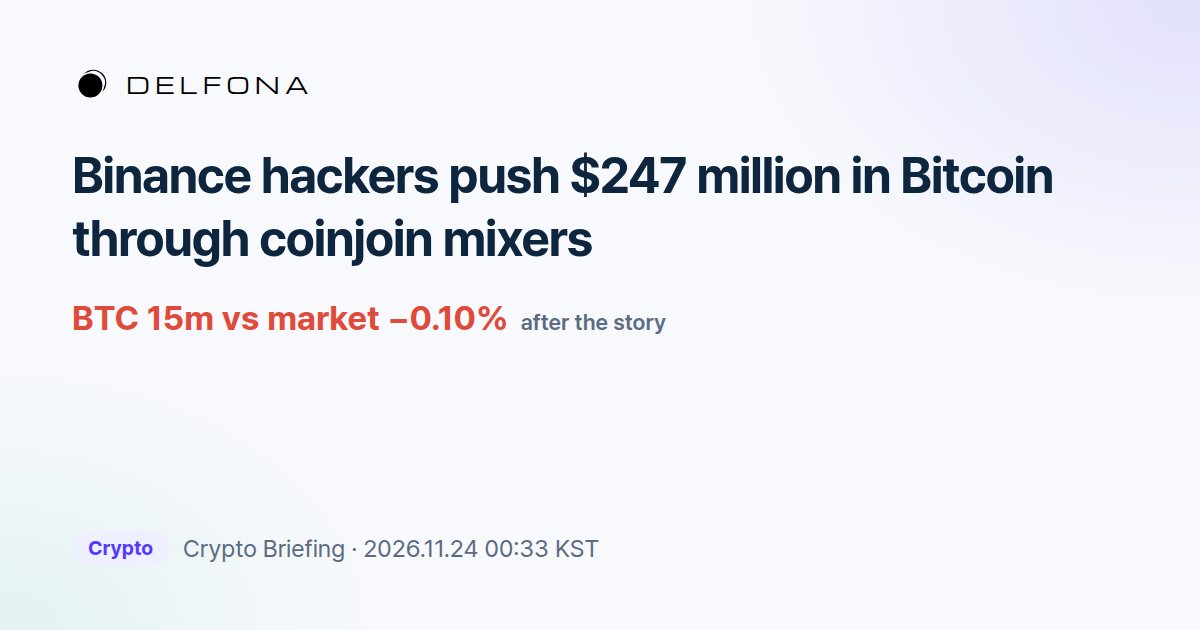 DELFONA
Binance hackers push $247 million in Bitcoin
through coinjoin mixers
BTC 15m vs market −0.10% after the story
Crypto Crypto Briefing · 2026.11.24 00:33 KST